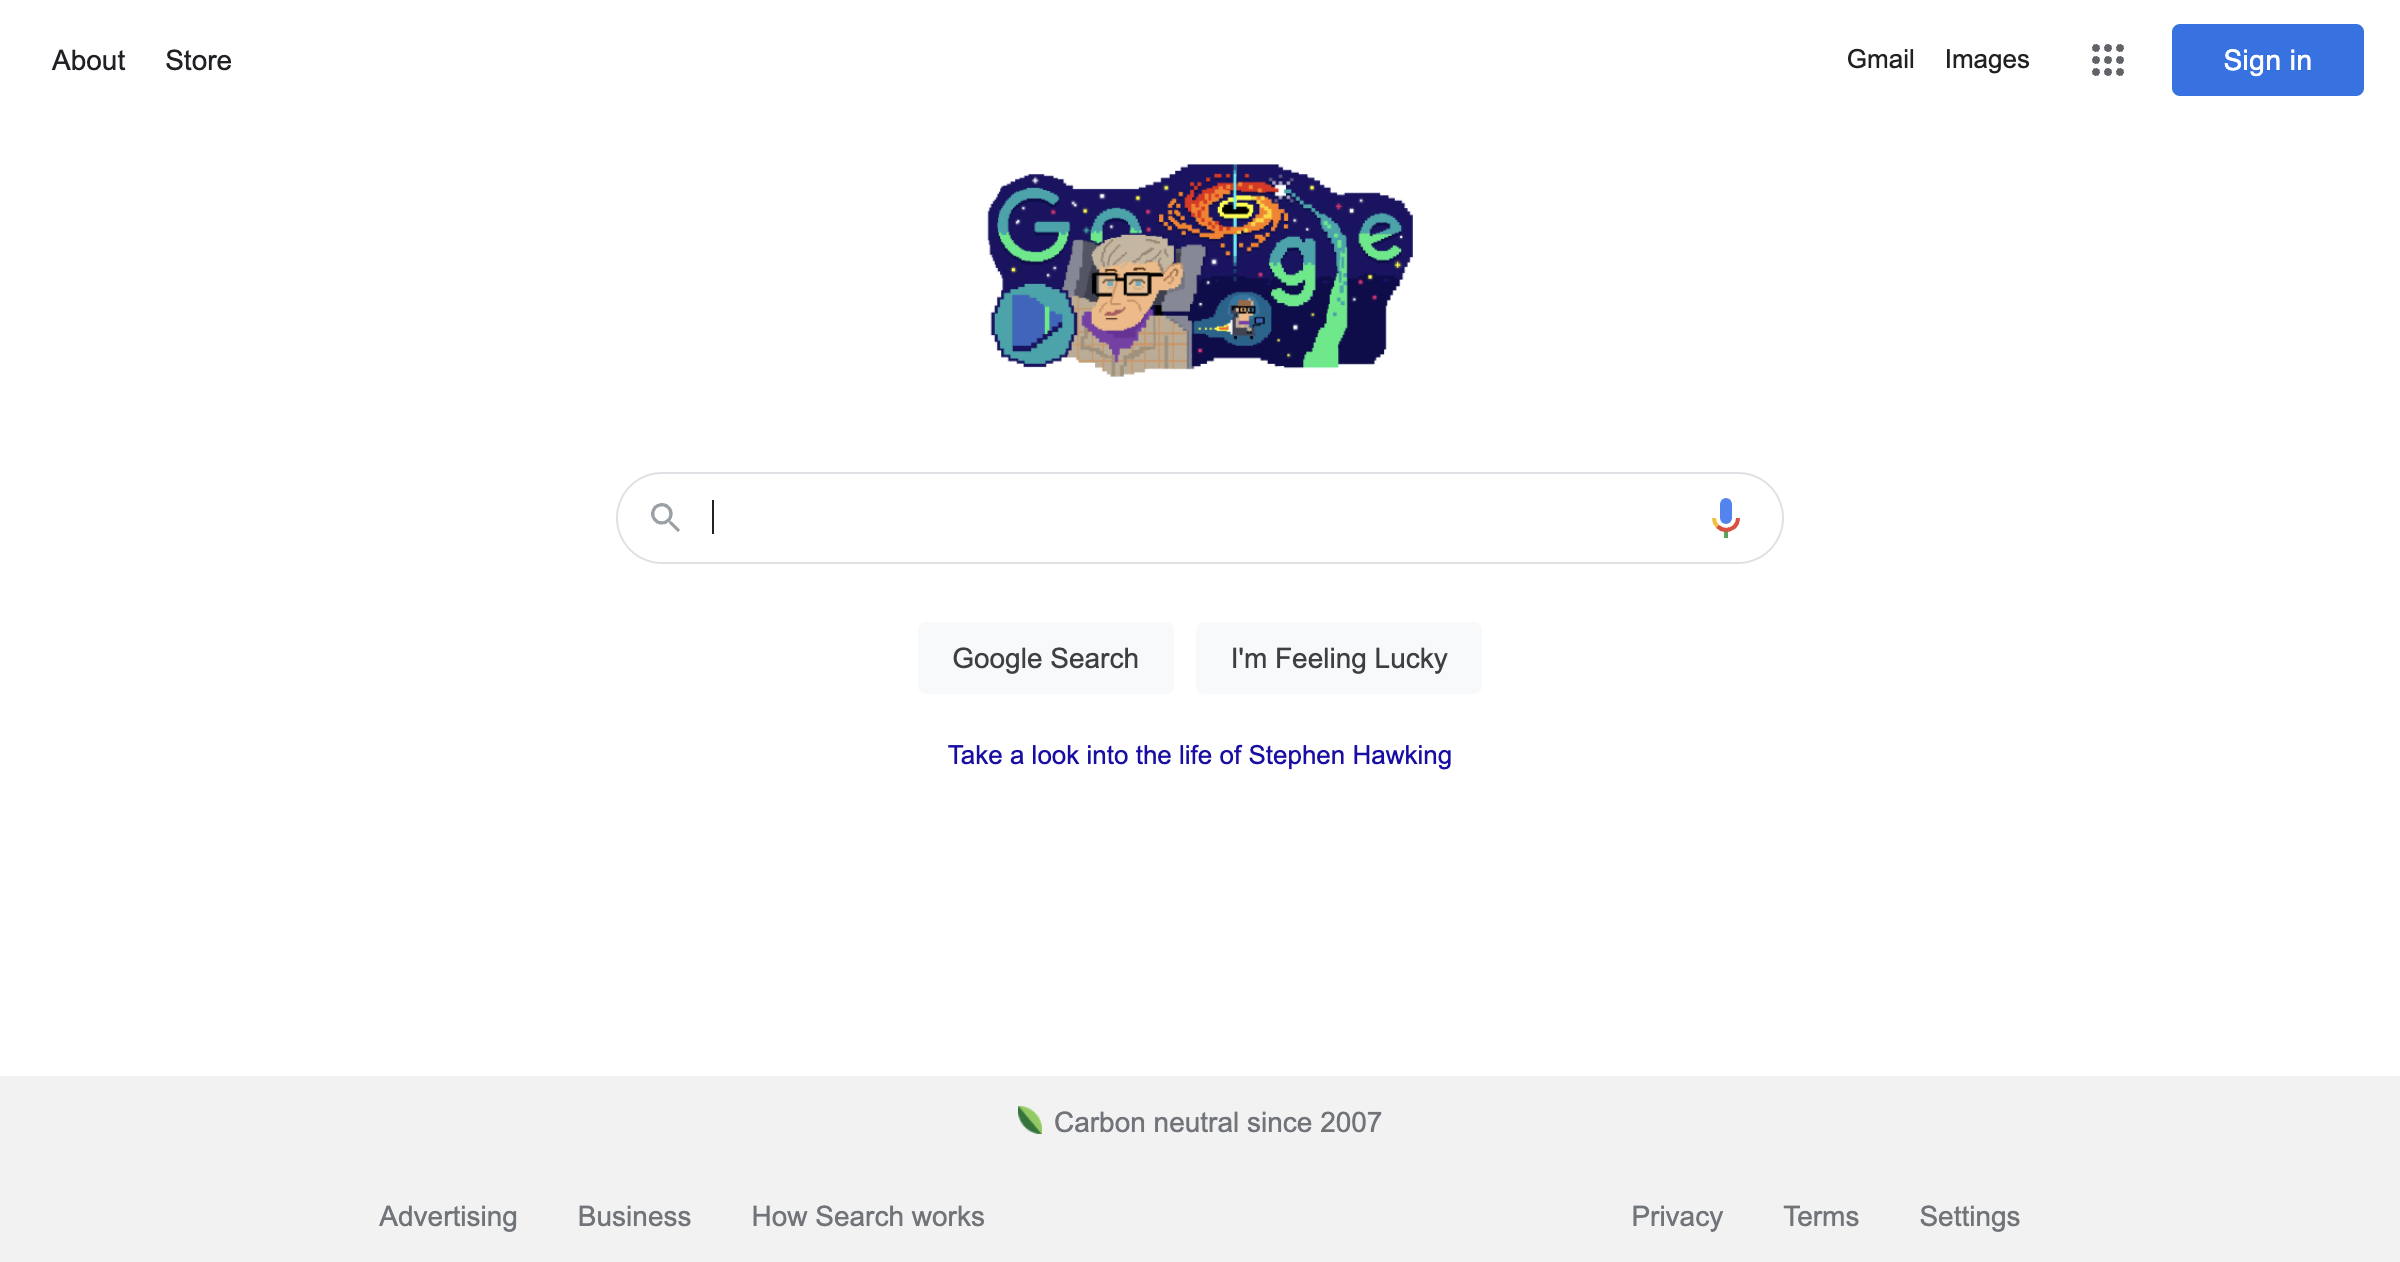 About Store Gmail Images Sign in
Google
Google Search I'm Feeling Lucky
Take a look into the life of Stephen Hawking
Carbon neutral since 2007
Advertising Business How Search works Privacy Terms Settings